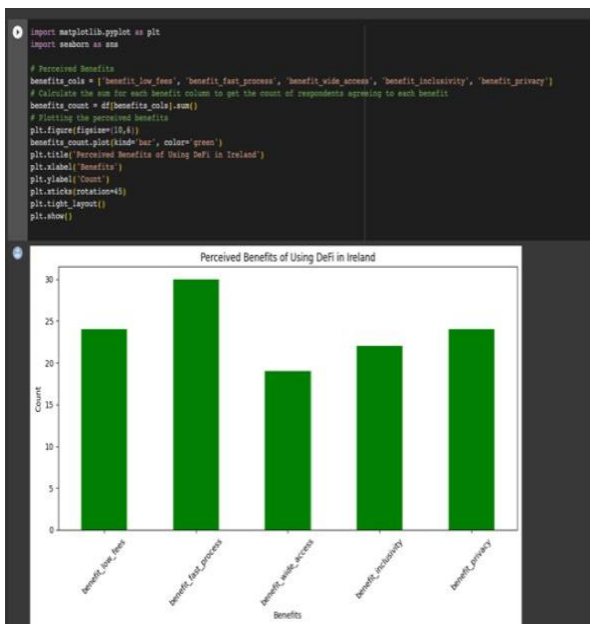 import matplotlib.pyplot as plt
import seaborn as sns
# Perceived Benefits
benefits_cols = ['benefit_low_fees', 'benefit_fast_process', 'benefit_wide_access', 'benefit_inclusivity', 'benefit_privacy']
# Calculate the sum for each benefit column to get the count of respondents agreeing to each benefit
benefits_count = df[benefits_cols].sum()
# Plotting the perceived benefits
plt.figure(figsize=(10,6))
benefits_count.plot(kind='bar', color='green')
plt.title('Perceived Benefits of Using DeFi in Ireland')
plt.xlabel('Benefits')
plt.ylabel('Count')
plt.xticks(rotation=45)
plt.tight_layout()
plt.show()
Perceived Benefits of Using DeFi in Ireland
30
25
20
15
10
5
0
Count
benefit_low_fees
benefit_fast_process
benefit_wide_access
benefit_inclusivity
benefit_privacy
Benefits